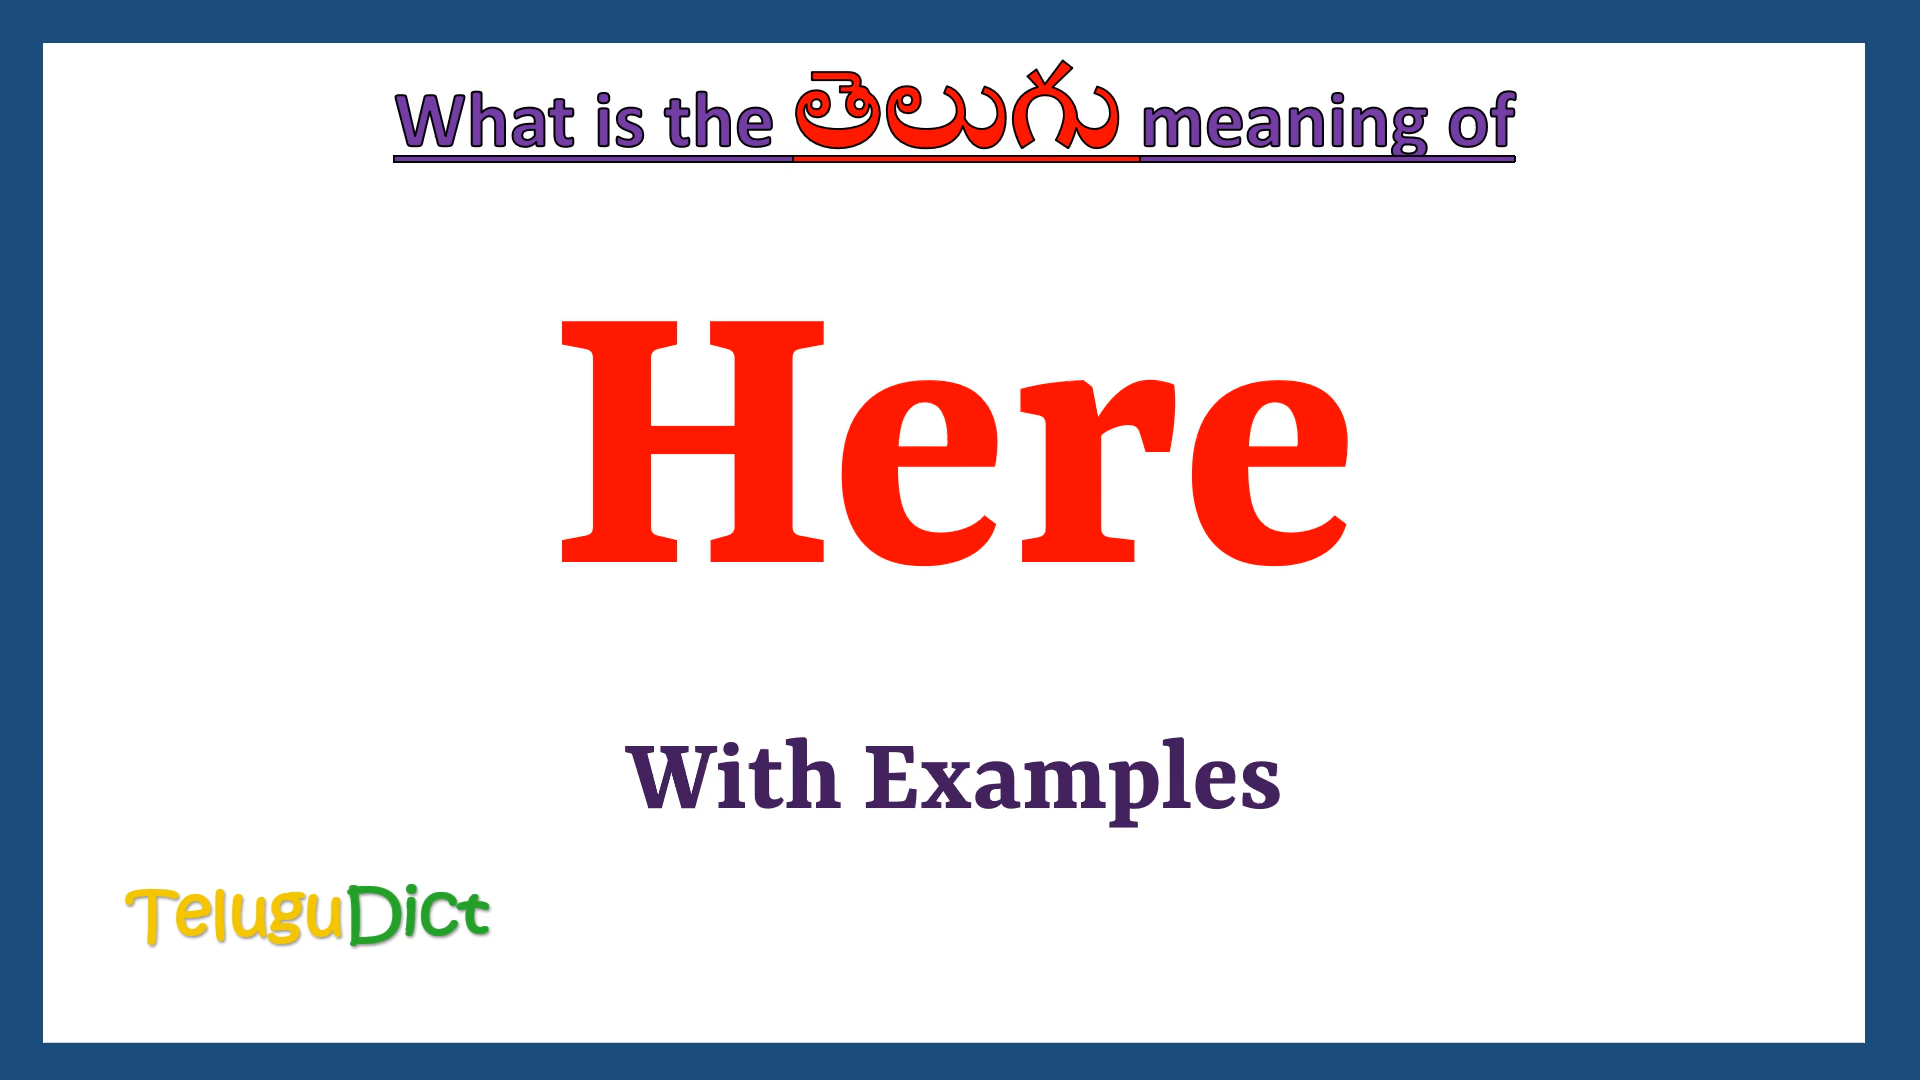 What is the తెలుగు meaning of
Here
With Examples
TeluguDict